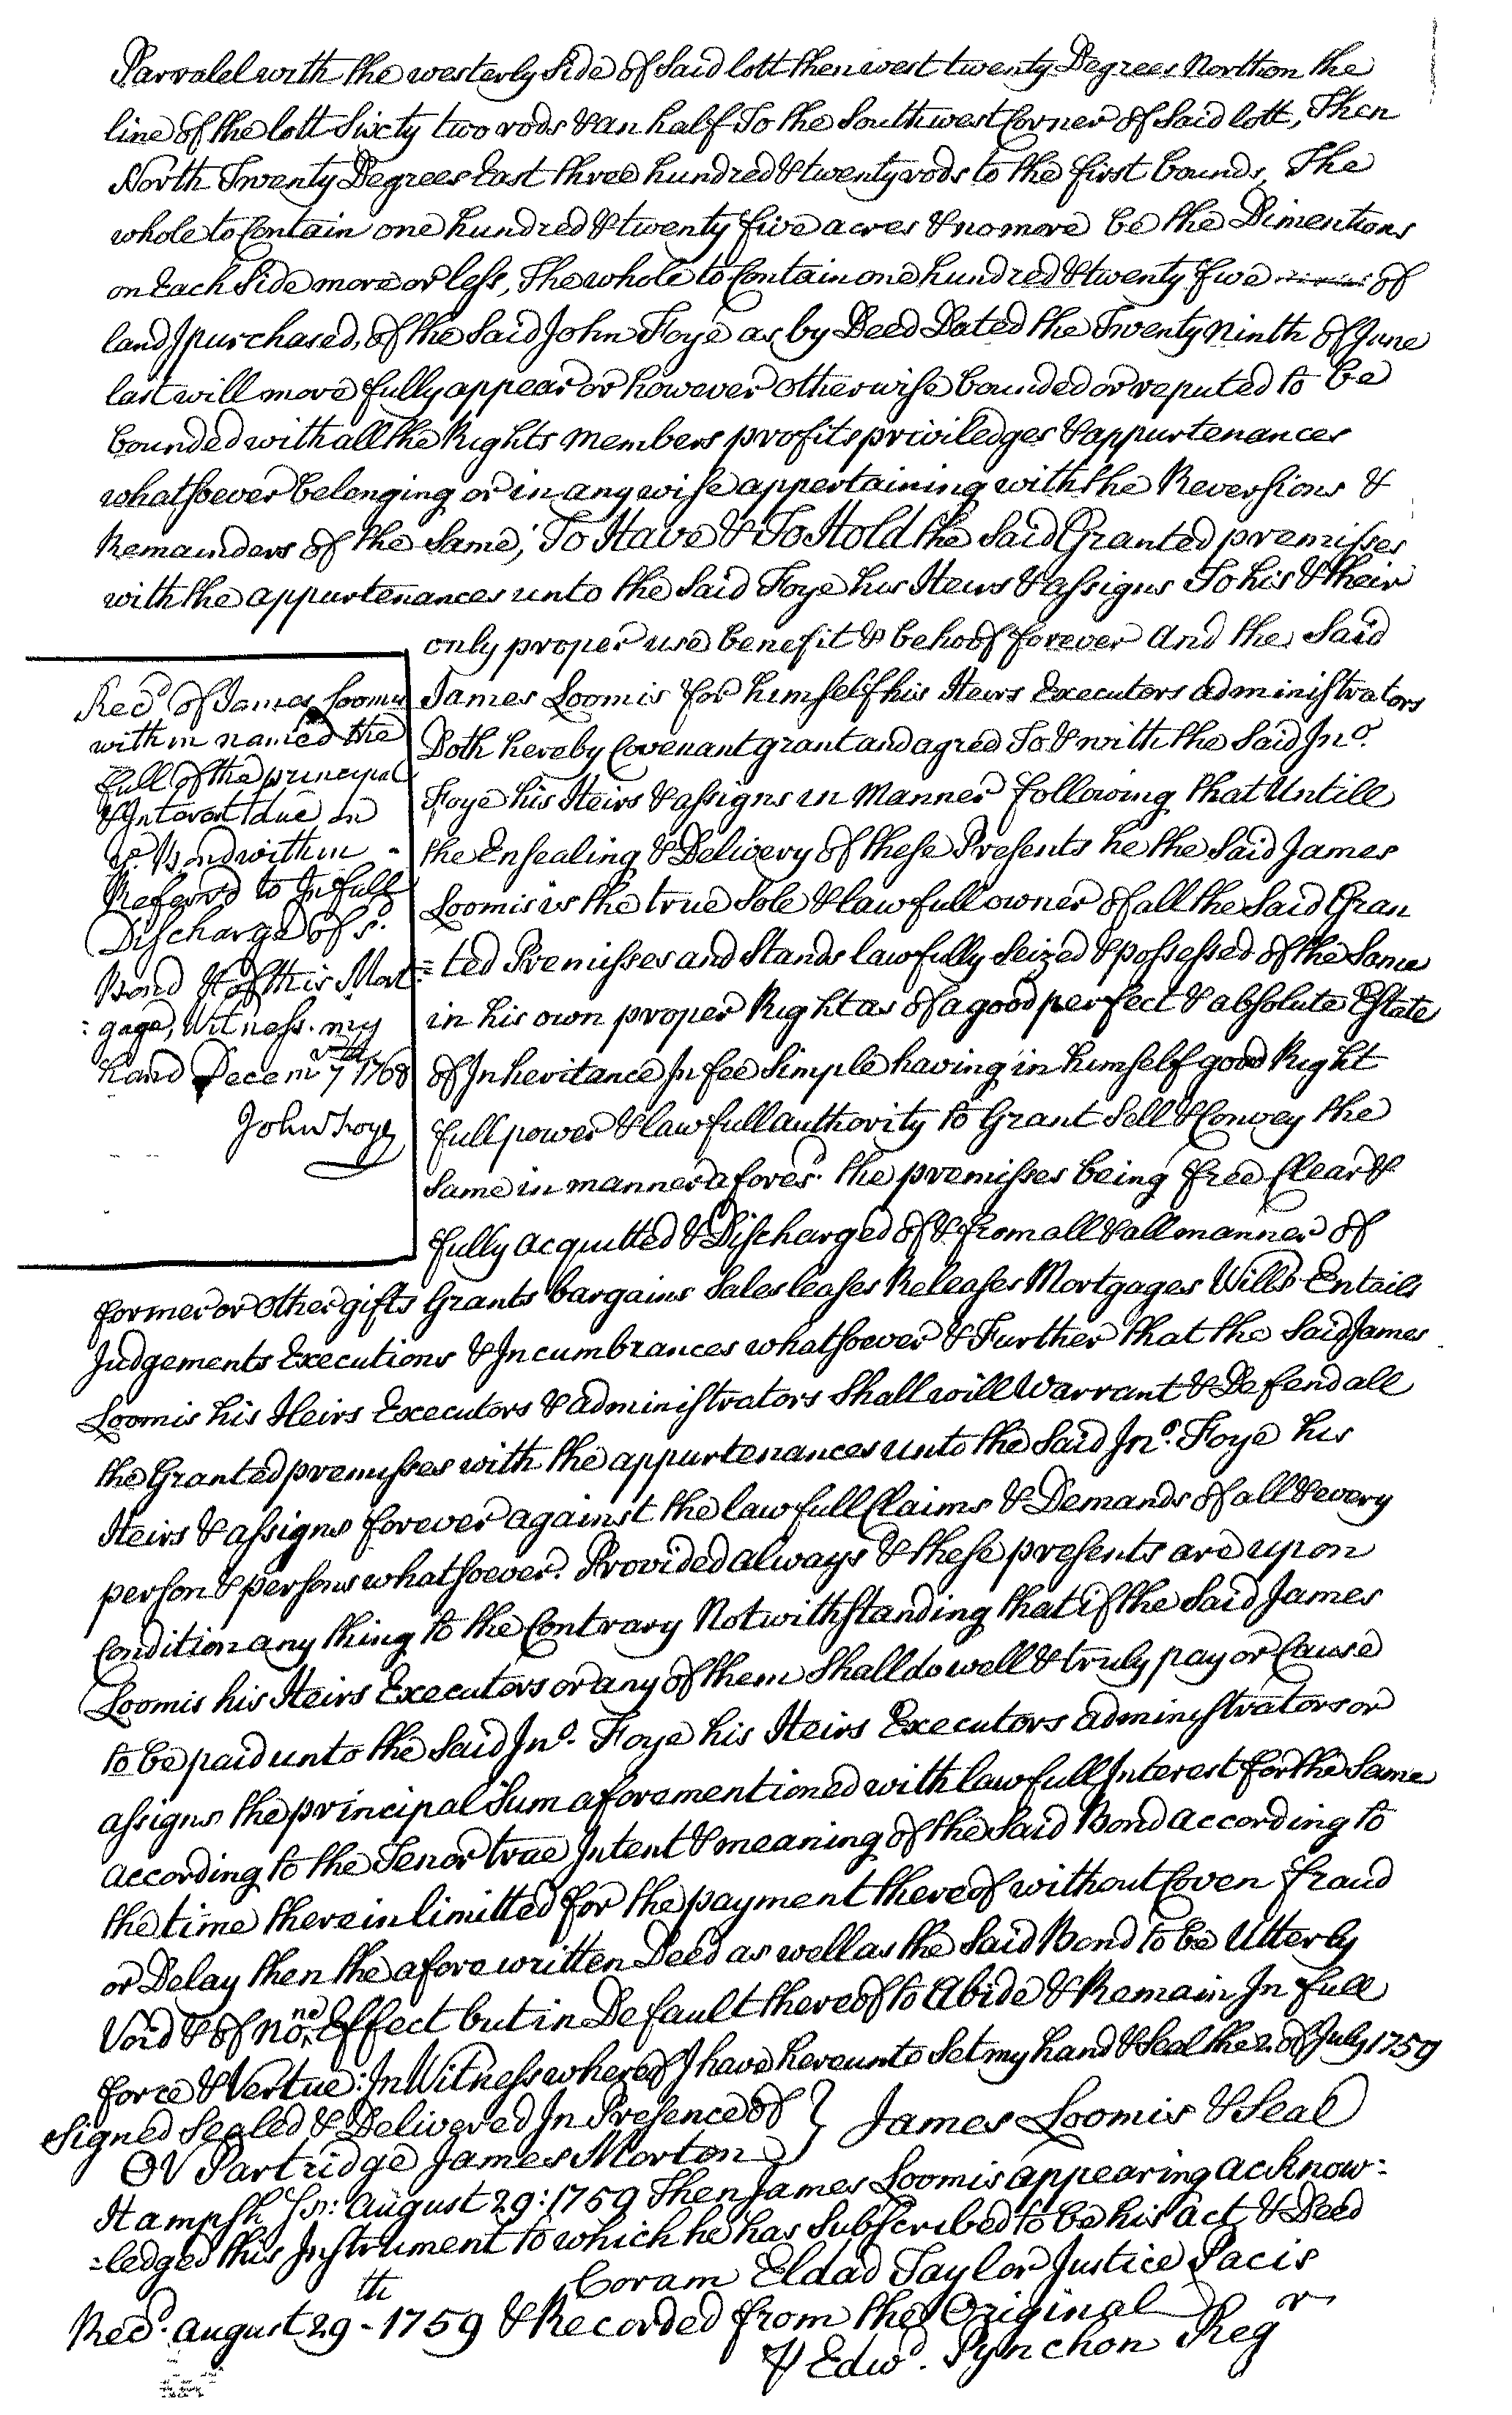 Parralel with the westerly Side of Said lott then west twenty Degrees North on the
line of the lott Sixty two rods & an half To the Southwest Corner of Said lott, Then
North Twenty Degrees East three hundred & twenty rods to the first bounds, The
whole to Contain one hundred & twenty five acres & no more be the Dimentions
on Each Side more or less, The whole to Contain one hundred & twenty five of
land I purchased, of the Said John Foye as by Deed Dated the Twenty Ninth of June
last will more fully appear or however otherwise bounded or reputed to be
bounded with all the Rights members profits priviledges & appurtenances
whatsoever belonging or in any wise appertaining with the Reversions &
Remainders of the Same; To Have & To Hold the Said Granted premisses
with the appurtenances unto the Said Foye his Heirs & assigns To his & their
only proper use benefit & behoof forever and the Said
James Loomis for himself his Heirs Executors administrators
Doth hereby Covenant grant and agred To & with the Said Jno.
Foye his Heirs & assigns in Manner following that Untill
the Ensealing & Delivery of these Presents he the Said James
Loomis is the true Sole & lawfull owner of all the Said Gran
=ted Premisses and Stands lawfully Seized & possessed of the Same
in his own proper Right as of a good perfect & absolute Estate
of Inheritance In fee Simple having in himself good Right
full power & lawfull authority to Grant Sell & Convey the
Same in manner afores.d the premisses being free Clear &
fully acquitted & Discharged of & from all & all manner of
Rec.d of James Loomis
within named the
full of the principal
& Interest due on
ye. Bond within
Referrd to In full
Discharge of s.d
Bond & of this Mort
:gage, Witness my
hand Decemr 7th 1768
John Foye
former or other gifts Grants bargains Sales leases Releases Mortgages Wills Entails
Judgements Executions & Incumbrances whatsoever & Further that the Said James
Loomis his Heirs Executors & administrators Shall will Warrant & Defend all
the Granted premisses with the appurtenances unto the Said Jno. Foye his
Heirs & assigns forever against the lawfull Claims & Demands of all & every
person & persons whatsoever. Provided always & these presents are upon
Condition any thing to the Contrary Notwithstanding that if the Said James
Loomis his Heirs Executors or any of them Shall do well & truly pay or Cause
to be paid unto the Said Jno. Foye his Heirs Executors administrators or
assigns the principal Sum aforementioned with lawfull Interest for the Same
according to the Tenor true Intent & meaning of the Said Bond according to
the time therein limitted for the payment thereof without Coven fraud
or Delay then the afore written Deed as well as the Said Bond to be Utterly
Void & of none Effect but in Default thereof to Abide & Remain In full
force & Vertue: In Witness whereof I have hereunto Set my hand & Seal the 2. of July 1759
Signed Sealed & Delivered In Presence of } James Loomis & Seal
OV Partridge James Morton
Hampsh Ss: August 29: 1759 Then James Loomis appearing acknow:
=ledged this Instrument to which he has Subscribed to be his act & Deed
Coram Eldad Taylor Justice Pacis
Rec.d August 29th - 1759 & Recorded from the Original
⅌ Edwd. Pynchon Regr